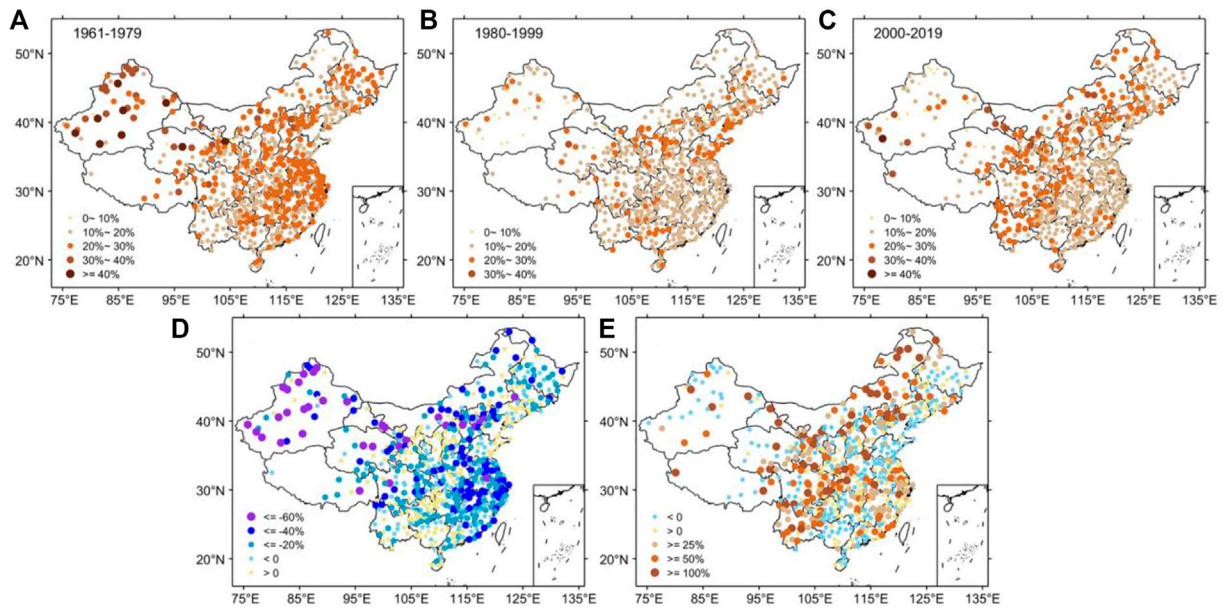 A B C
1961-1979 1980-1999 2000-2019
50°N 50°N 50°N
40°N 40°N 40°N
30°N 30°N 30°N
20°N 20°N 20°N
0~ 10% 0~ 10% 0~ 10%
10%~ 20% 10%~ 20% 10%~ 20%
20%~ 30% 20%~ 30% 20%~ 30%
30%~ 40% 30%~ 40% 30%~ 40%
>= 40% >= 40%
75°E 85°E 95°E 105°E 115°E 125°E 135°E 75°E 85°E 95°E 105°E 115°E 125°E 135°E 75°E 85°E 95°E 105°E 115°E 125°E 135°E
D E
50°N 50°N
40°N 40°N
30°N 30°N
20°N 20°N
<= -60% < 0
<= -40% > 0
<= -20% >= 25%
< 0 >= 50%
> 0 >= 100%
75°E 85°E 95°E 105°E 115°E 125°E 135°E 75°E 85°E 95°E 105°E 115°E 125°E 135°E